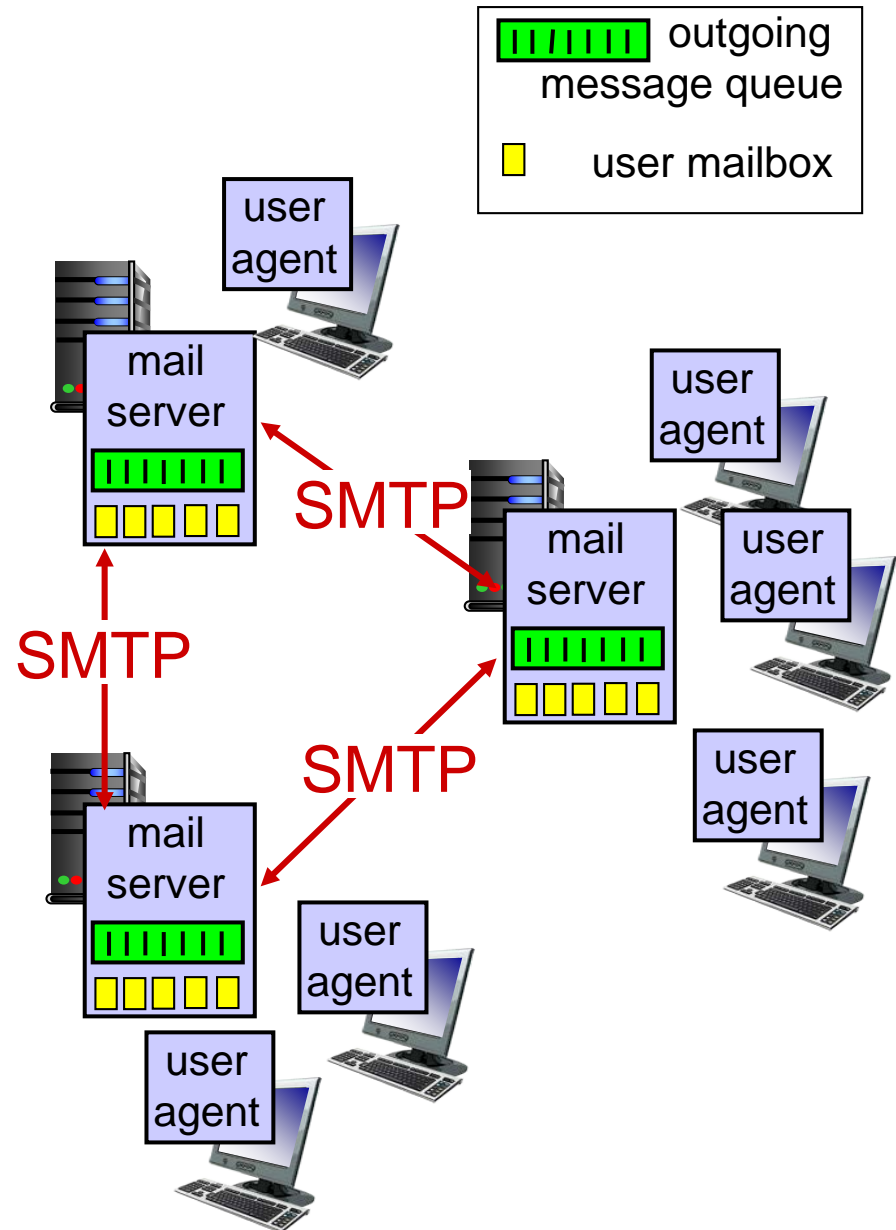 outgoing
message queue
user mailbox
user
agent
mail
server
SMTP
user
agent
mail
server
user
agent
SMTP
SMTP
user
agent
mail
server
user
agent
user
agent